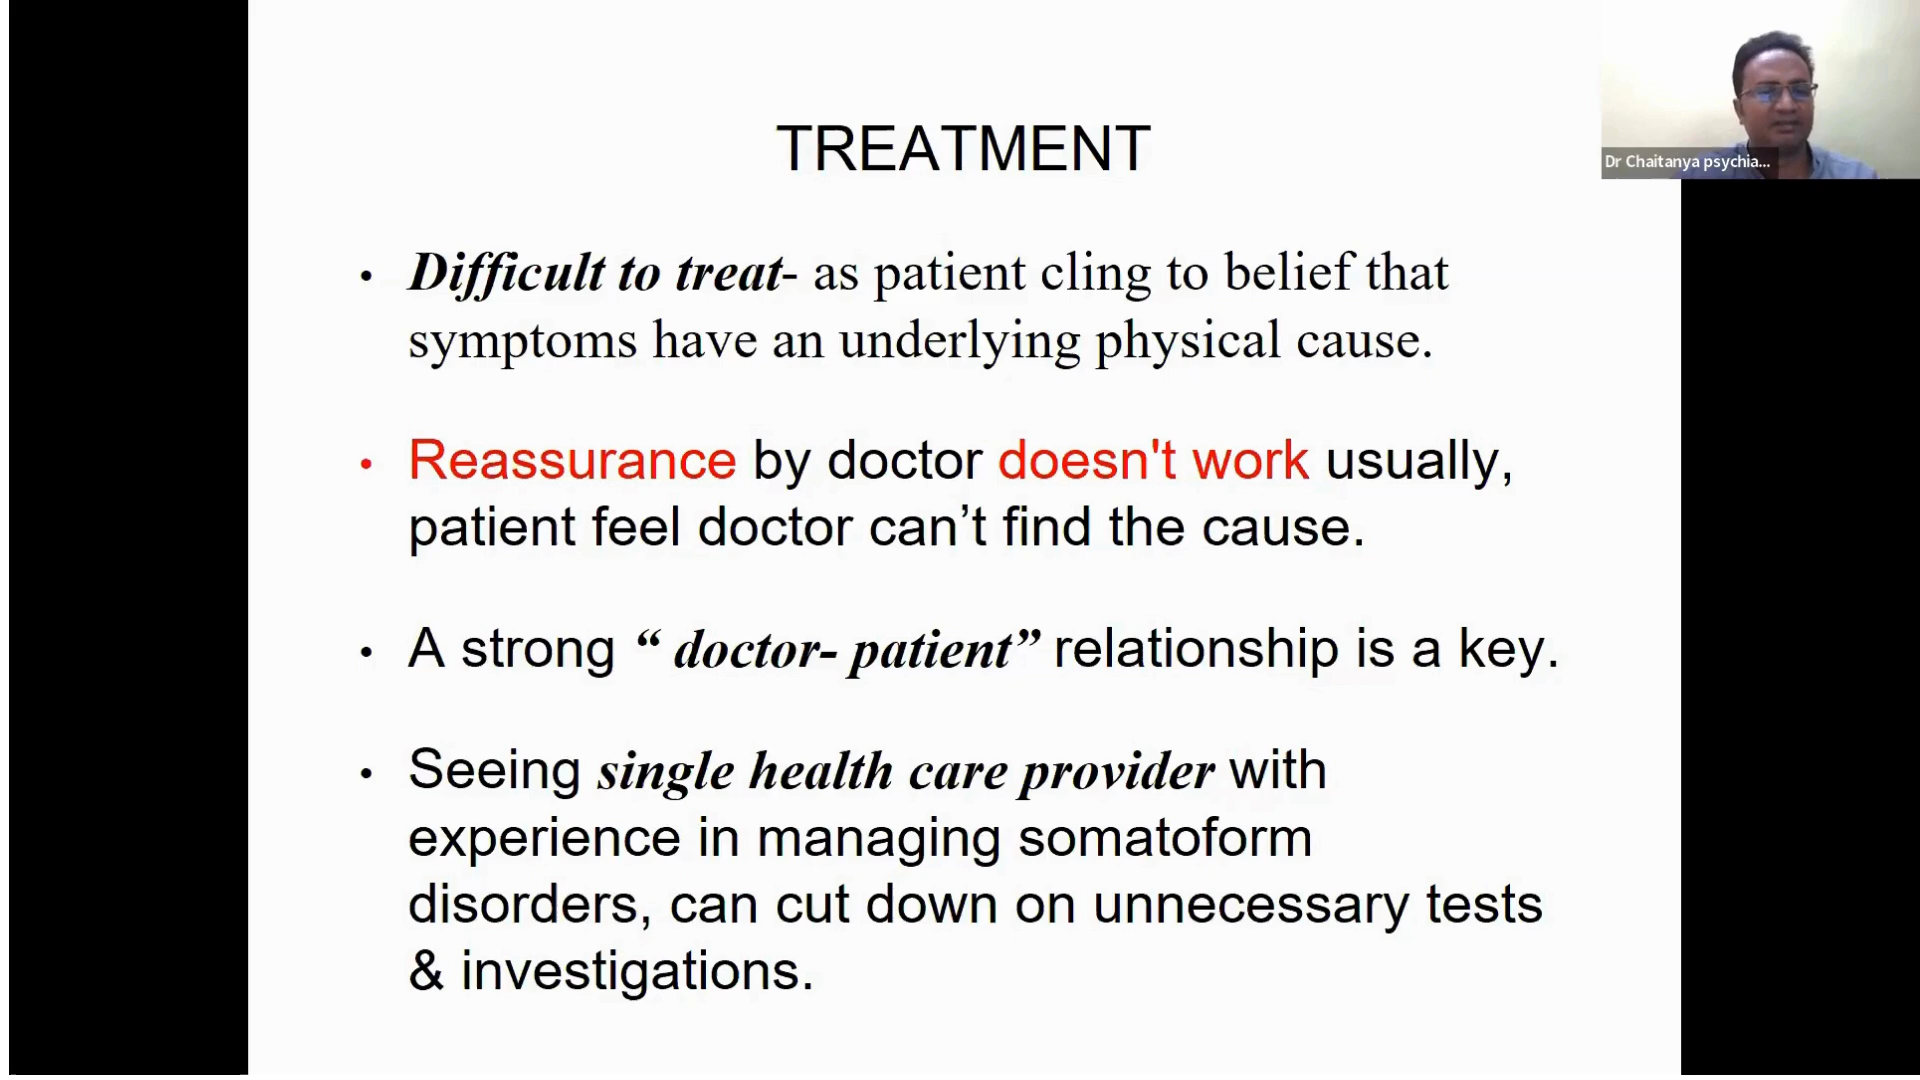 TREATMENT
Dr Chaitanya psychia...
• Difficult to treat- as patient cling to belief that
symptoms have an underlying physical cause.
• Reassurance by doctor doesn't work usually,
patient feel doctor can’t find the cause.
• A strong “ doctor- patient” relationship is a key.
• Seeing single health care provider with
experience in managing somatoform
disorders, can cut down on unnecessary tests
& investigations.